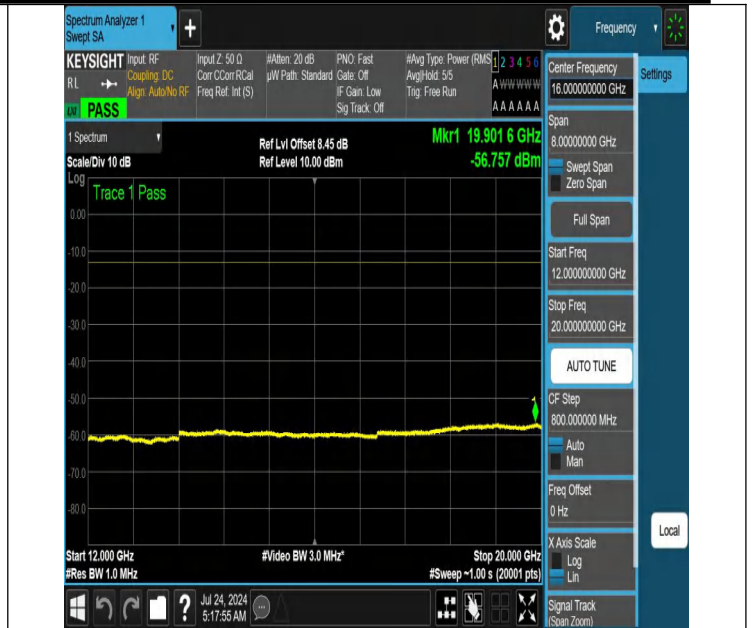 Spectrum Analyzer 1
Swept SA
+
Frequency
KEYSIGHT
RL
PASS
Input: RF
Coupling: DC
Align: Auto/No RF
Input Z: 50 Ω
Corr CCorr RCal
Freq Ref: Int (S)
#Atten: 20 dB
µW Path: Standard
PNO: Fast
Gate: Off
IF Gain: Low
Sig Track: Off
#Avg Type: Power (RMS
Avg|Hold: 5/5
Trig: Free Run
1 2 3 4 5 6
A W W W W W
A A A A A A
1 Spectrum
Scale/Div 10 dB
Ref Lvl Offset 8.45 dB
Ref Level 10.00 dBm
Mkr1 19.901 6 GHz
-56.757 dBm
Log
Trace 1 Pass
0.00
-10.0
-20.0
-30.0
-40.0
-50.0
-60.0
-70.0
-80.0
1
Start 12.000 GHz
#Res BW 1.0 MHz
#Video BW 3.0 MHz*
Stop 20.000 GHz
#Sweep ~1.00 s (20001 pts)
?
Jul 24, 2024
5:17:55 AM
Center Frequency
16.000000000 GHz
Span
8.00000000 GHz
Swept Span
Zero Span
Full Span
Start Freq
12.000000000 GHz
Stop Freq
20.000000000 GHz
AUTO TUNE
CF Step
800.000000 MHz
Auto
Man
Freq Offset
0 Hz
X Axis Scale
Log
Lin
Signal Track
(Span Zoom)
Settings
Local